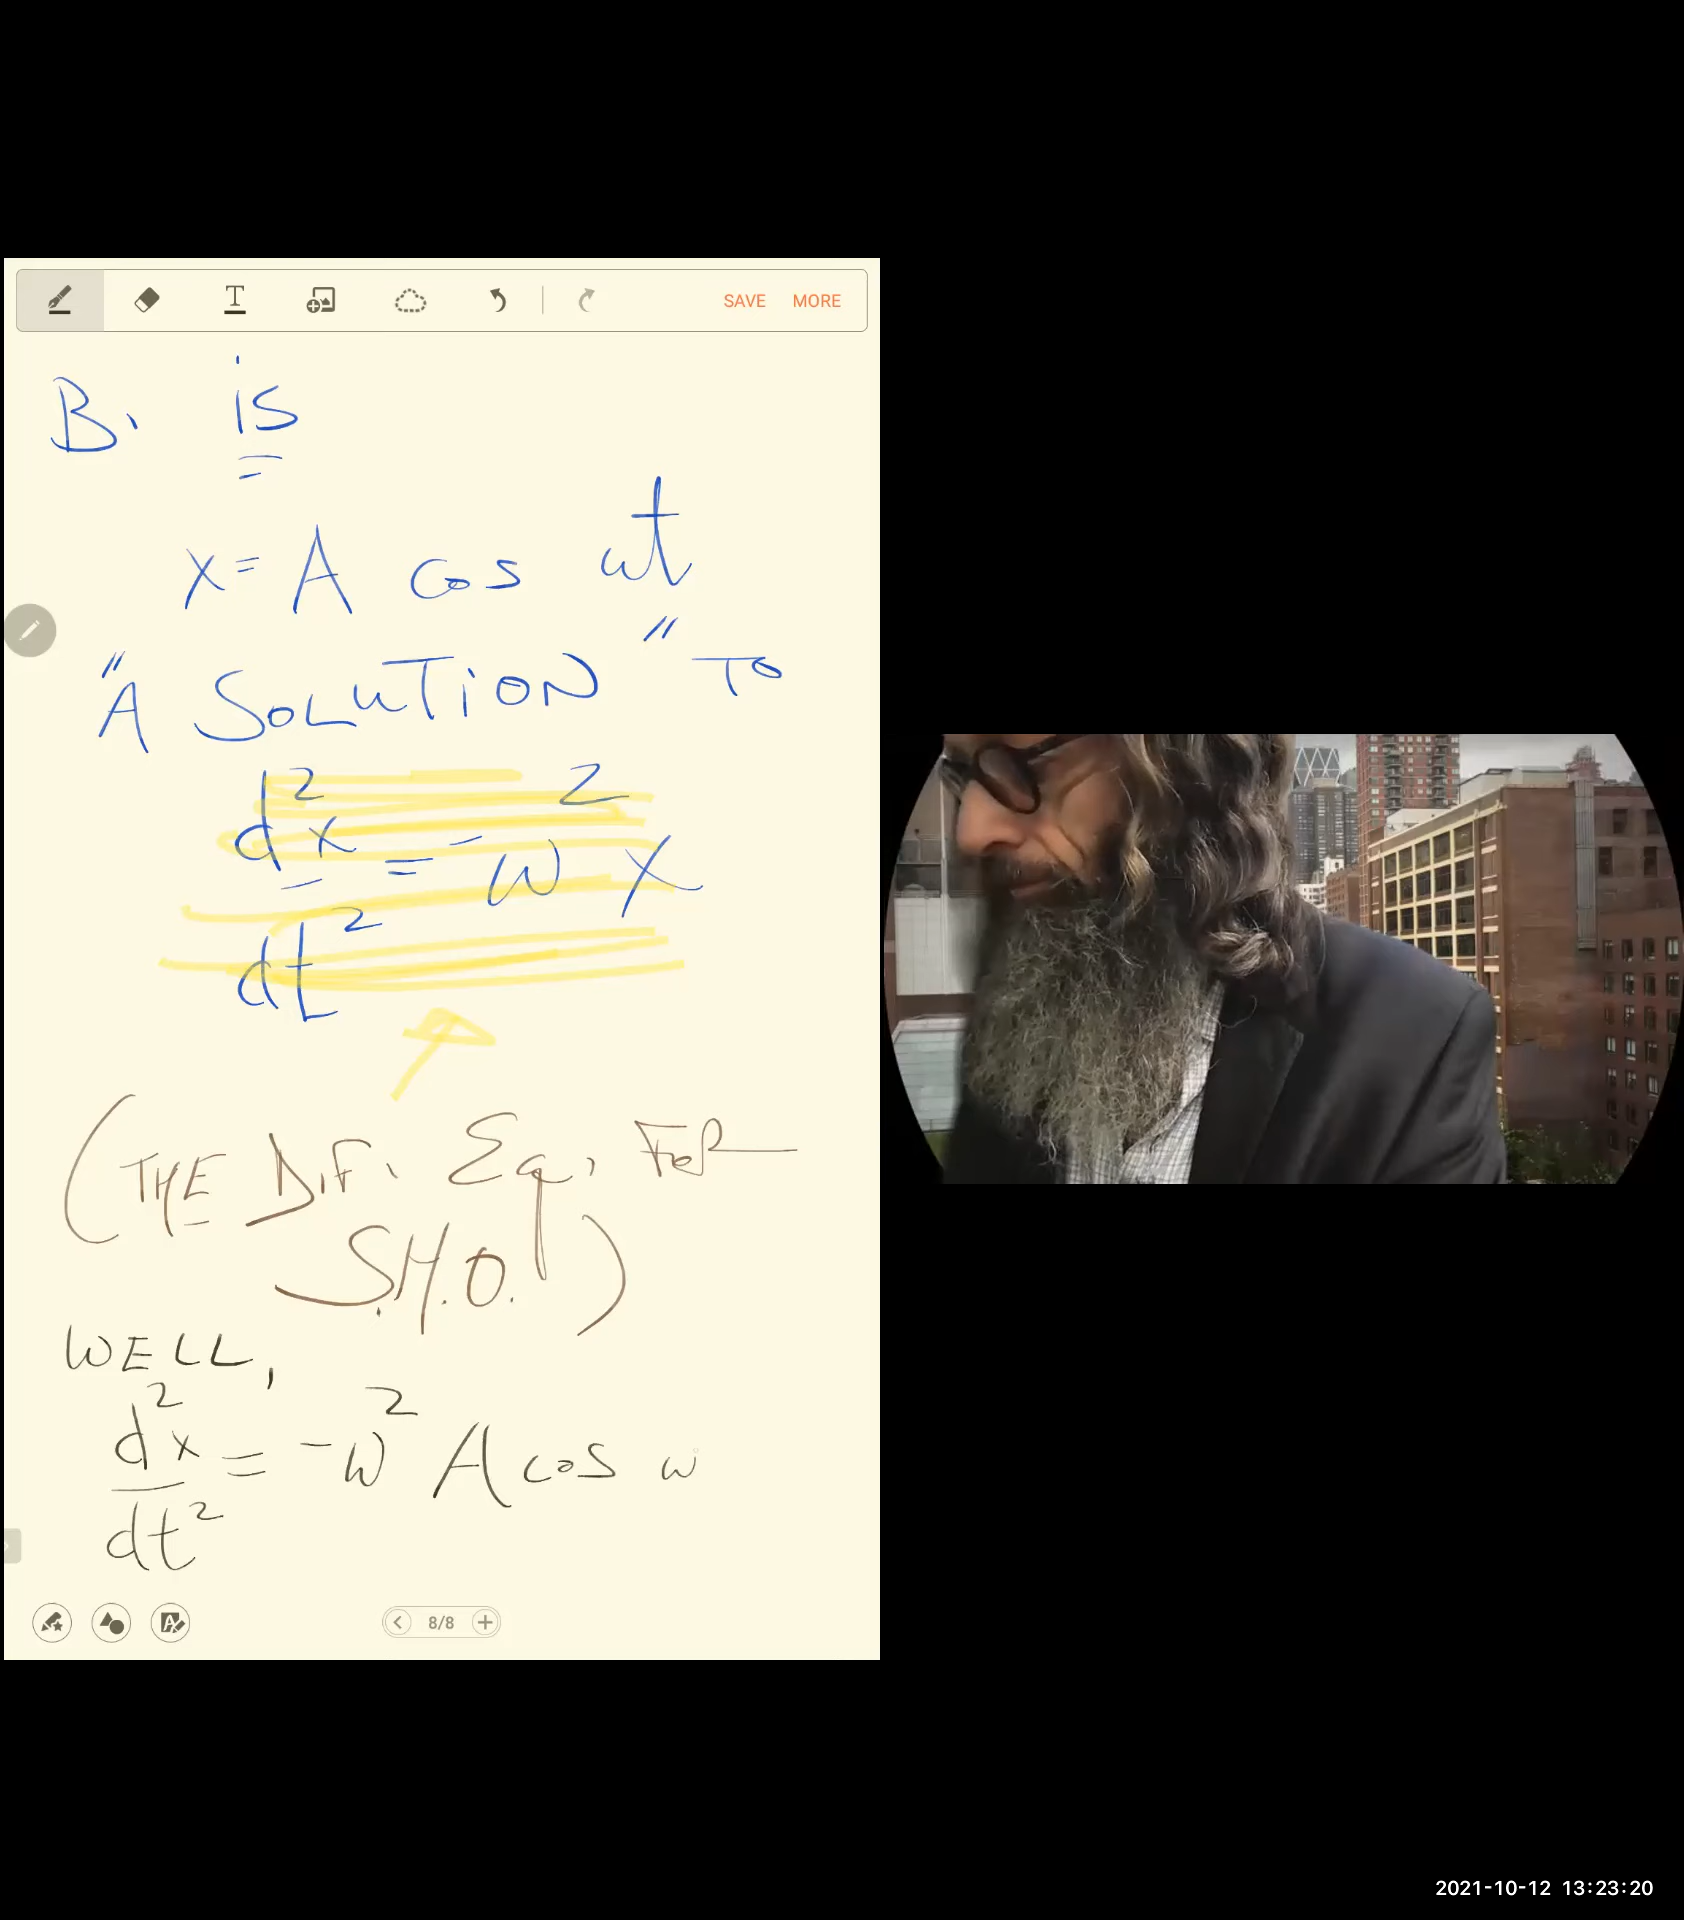 SAVE MORE
B. is
x = A cos ωt
"A SOLUTION" TO
d²x/dt² = -ω² x
(THE DIF. Eq. FOR
S.H.O.)
WELL,
d²x/dt² = -ω² A cos ω
8/8
2021-10-12 13:23:20